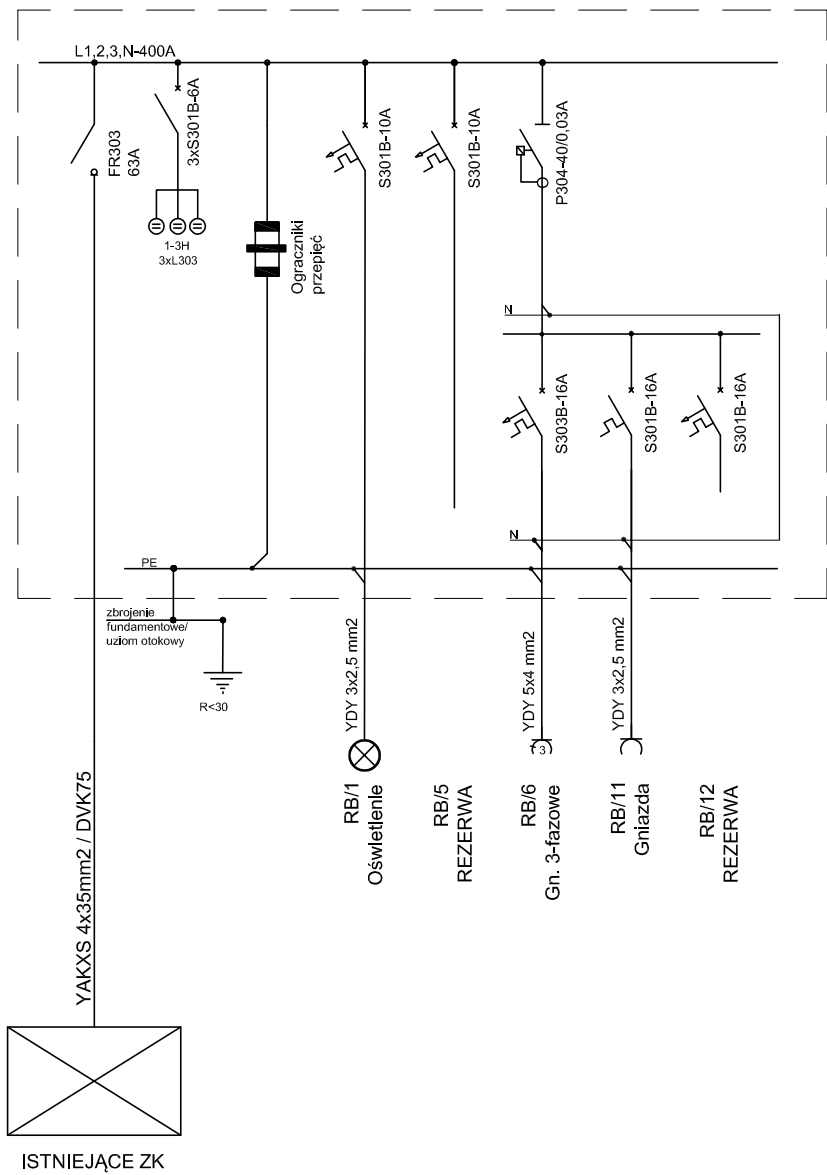 L1,2,3,N-400A
FR303
63A
3xS301B-6A
1-3H
3xL303
Ograczniki
przepięć
S301B-10A
S301B-10A
P304-40/0,03A
N
S303B-16A
S301B-16A
S301B-16A
N
PE
zbrojenie
fundamentowe/
uziom otokowy
R<30
YDY 3x2,5 mm2
YDY 5x4 mm2
YDY 3x2,5 mm2
3
RB/1
Ośwletlenie
RB/5
REZERWA
RB/6
Gn. 3-fazowe
RB/11
Gniazda
RB/12
REZERWA
YAKXS 4x35mm2 / DVK75
ISTNIEJĄCE ZK